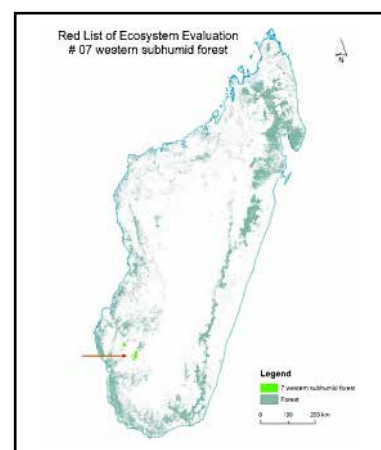 Red List of Ecosystem Evaluation
# 07 western subhumid forest
N
Legend
7 western subhumid forest
Forest
0 100 200 km